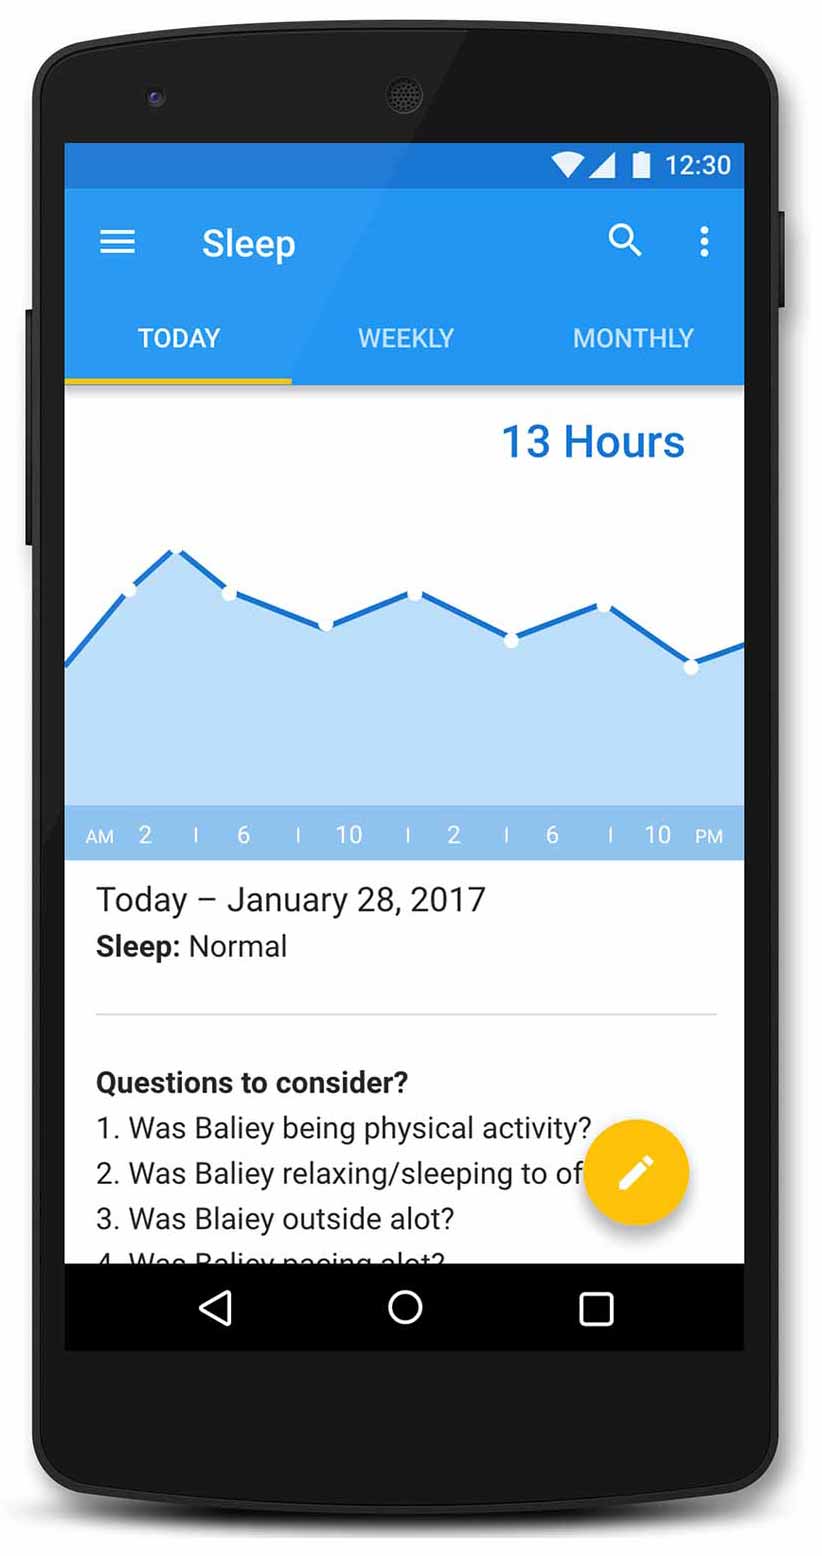 12:30
Sleep
TODAY WEEKLY MONTHLY
13 Hours
AM 2 I 6 I 10 I 2 I 6 I 10 PM
Today – January 28, 2017
Sleep: Normal
Questions to consider?
1. Was Baliey being physical activity?
2. Was Baliey relaxing/sleeping to of
3. Was Blaiey outside alot?
4. Was Baliey pacing alot?